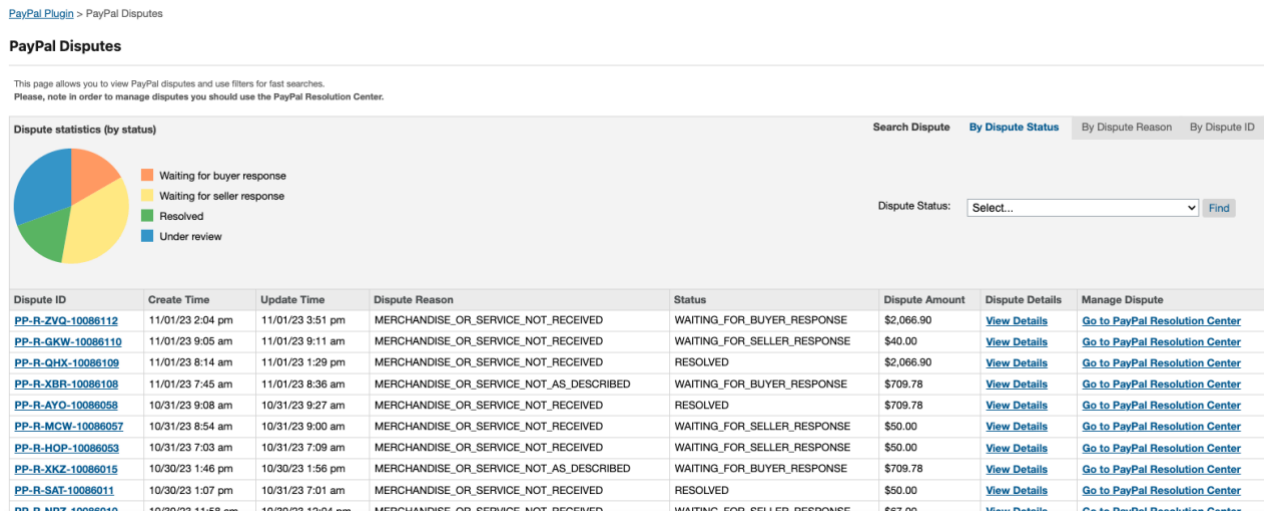 PayPal Plugin > PayPal Disputes
PayPal Disputes
This page allows you to view PayPal disputes and use filters for fast searches.
Please, note in order to manage disputes you should use the PayPal Resolution Center.
Dispute statistics (by status)
Search Dispute By Dispute Status By Dispute Reason By Dispute ID
Waiting for buyer response
Waiting for seller response
Resolved
Under review
Dispute Status: Select... Find
Dispute ID Create Time Update Time Dispute Reason Status Dispute Amount Dispute Details Manage Dispute
PP-R-ZVQ-10086112 11/01/23 2:04 pm 11/01/23 3:51 pm MERCHANDISE_OR_SERVICE_NOT_RECEIVED WAITING_FOR_BUYER_RESPONSE $2,066.90 View Details Go to PayPal Resolution Center
PP-R-GKW-10086110 11/01/23 9:05 am 11/01/23 9:11 am MERCHANDISE_OR_SERVICE_NOT_RECEIVED WAITING_FOR_SELLER_RESPONSE $40.00 View Details Go to PayPal Resolution Center
PP-R-QHX-10086109 11/01/23 8:14 am 11/01/23 1:29 pm MERCHANDISE_OR_SERVICE_NOT_RECEIVED RESOLVED $2,066.90 View Details Go to PayPal Resolution Center
PP-R-XBR-10086108 11/01/23 7:45 am 11/01/23 8:36 am MERCHANDISE_OR_SERVICE_NOT_AS_DESCRIBED WAITING_FOR_BUYER_RESPONSE $709.78 View Details Go to PayPal Resolution Center
PP-R-AYO-10086058 10/31/23 9:08 am 10/31/23 9:27 am MERCHANDISE_OR_SERVICE_NOT_RECEIVED RESOLVED $709.78 View Details Go to PayPal Resolution Center
PP-R-MCW-10086057 10/31/23 8:54 am 10/31/23 9:00 am MERCHANDISE_OR_SERVICE_NOT_RECEIVED WAITING_FOR_SELLER_RESPONSE $50.00 View Details Go to PayPal Resolution Center
PP-R-HOP-10086053 10/31/23 7:03 am 10/31/23 7:09 am MERCHANDISE_OR_SERVICE_NOT_RECEIVED WAITING_FOR_SELLER_RESPONSE $50.00 View Details Go to PayPal Resolution Center
PP-R-XKZ-10086015 10/30/23 1:46 pm 10/30/23 1:56 pm MERCHANDISE_OR_SERVICE_NOT_AS_DESCRIBED WAITING_FOR_BUYER_RESPONSE $709.78 View Details Go to PayPal Resolution Center
PP-R-SAT-10086011 10/30/23 1:07 pm 10/31/23 7:01 am MERCHANDISE_OR_SERVICE_NOT_RECEIVED RESOLVED $50.00 View Details Go to PayPal Resolution Center
MERCHANDISE_OR_SERVICE_NOT_RECEIVED WAITING_FOR_SELLER_RESPONSE View Details Go to PayPal Resolution Center